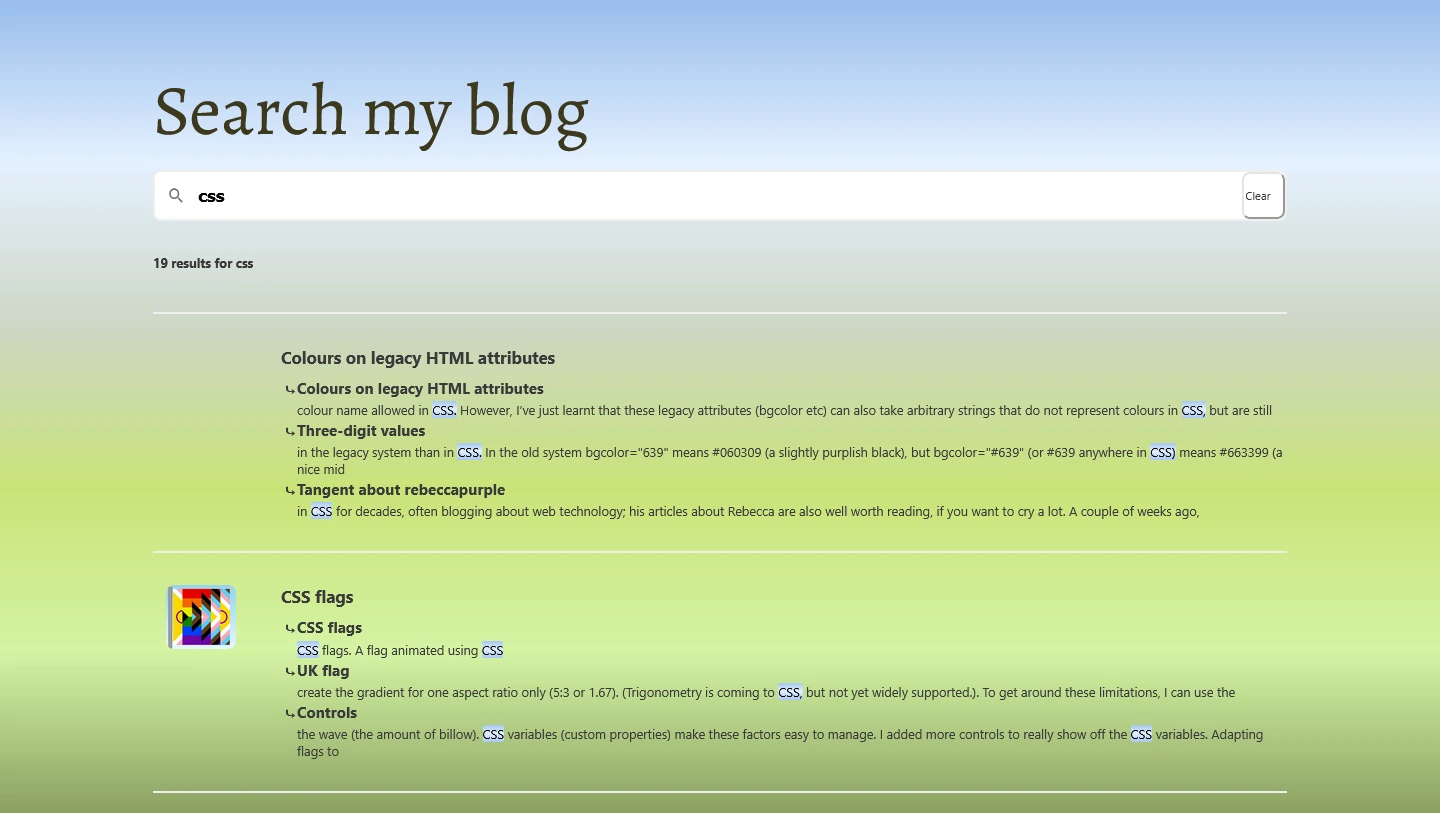 Search my blog
css
Clear
19 results for css
Colours on legacy HTML attributes
⤷Colours on legacy HTML attributes
colour name allowed in CSS. However, I’ve just learnt that these legacy attributes (bgcolor etc) can also take arbitrary strings that do not represent colours in CSS, but are still
⤷Three-digit values
in the legacy system than in CSS. In the old system bgcolor="639" means #060309 (a slightly purplish black), but bgcolor="#639" (or #639 anywhere in CSS) means #663399 (a
nice mid
⤷Tangent about rebeccapurple
in CSS for decades, often blogging about web technology; his articles about Rebecca are also well worth reading, if you want to cry a lot. A couple of weeks ago,
CSS flags
⤷CSS flags
CSS flags. A flag animated using CSS
⤷UK flag
create the gradient for one aspect ratio only (5:3 or 1.67). (Trigonometry is coming to CSS, but not yet widely supported.). To get around these limitations, I can use the
⤷Controls
the wave (the amount of billow). CSS variables (custom properties) make these factors easy to manage. I added more controls to really show off the CSS variables. Adapting
flags to